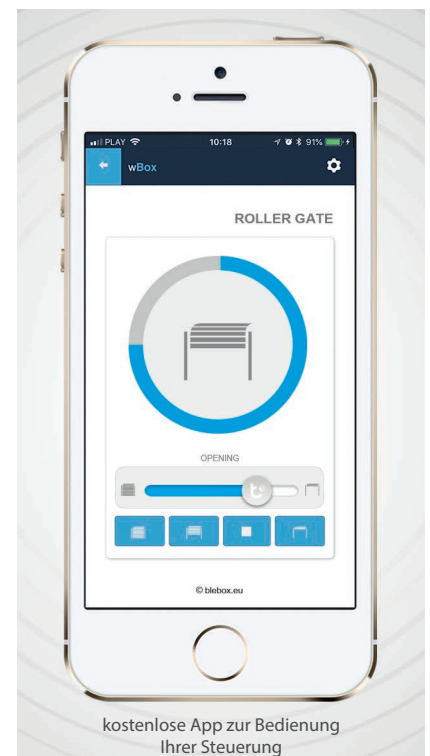 PLAY 10:18 91%
wBox
ROLLER GATE
OPENING
© blebox.eu
kostenlose App zur Bedienung
Ihrer Steuerung